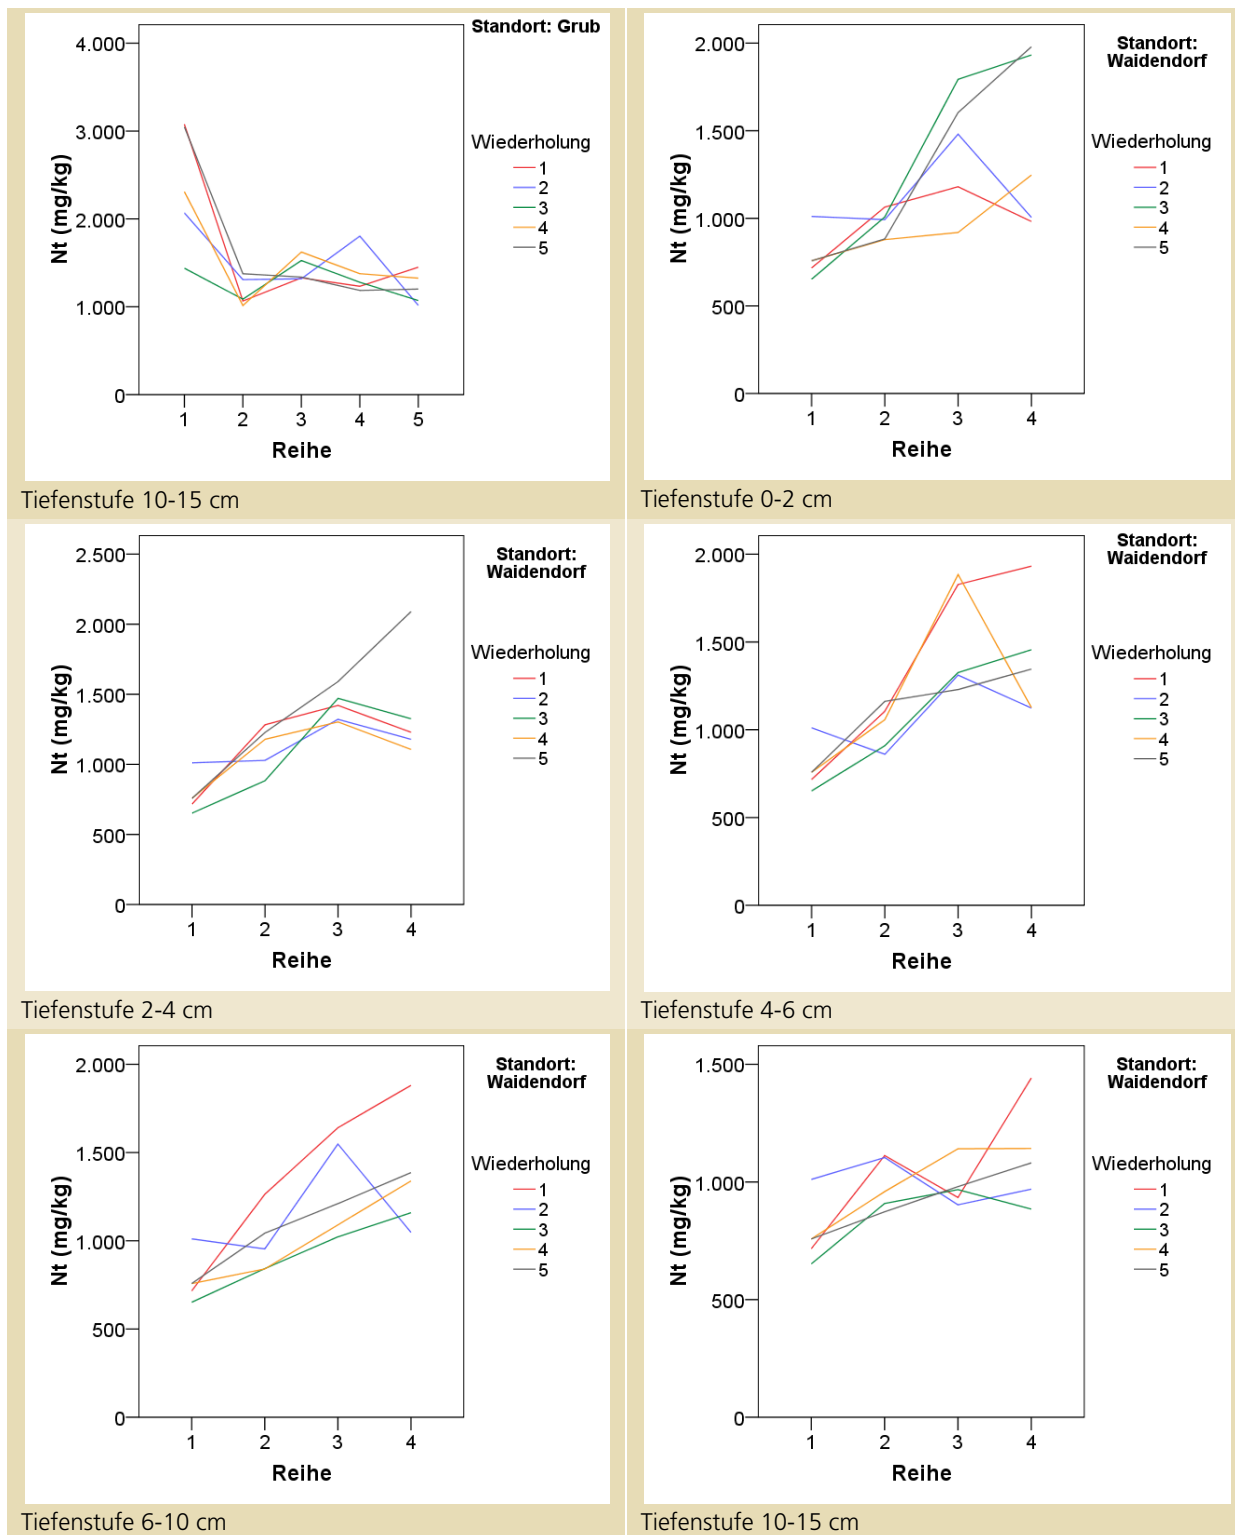 Standort: Grub
4.000
3.000
2.000
1.000
0
Nt (mg/kg)
1 2 3 4 5
Reihe
Wiederholung
1
2
3
4
5
Tiefenstufe 10-15 cm
Standort:
Waidendorf
2.000
1.500
1.000
500
0
Nt (mg/kg)
1 2 3 4
Reihe
Wiederholung
1
2
3
4
5
Tiefenstufe 0-2 cm
Standort:
Waidendorf
2.500
2.000
1.500
1.000
500
0
Nt (mg/kg)
1 2 3 4
Reihe
Wiederholung
1
2
3
4
5
Tiefenstufe 2-4 cm
Standort:
Waidendorf
2.000
1.500
1.000
500
0
Nt (mg/kg)
1 2 3 4
Reihe
Wiederholung
1
2
3
4
5
Tiefenstufe 4-6 cm
Standort:
Waidendorf
2.000
1.500
1.000
500
0
Nt (mg/kg)
1 2 3 4
Reihe
Wiederholung
1
2
3
4
5
Tiefenstufe 6-10 cm
Standort:
Waidendorf
1.500
1.000
500
0
Nt (mg/kg)
1 2 3 4
Reihe
Wiederholung
1
2
3
4
5
Tiefenstufe 10-15 cm